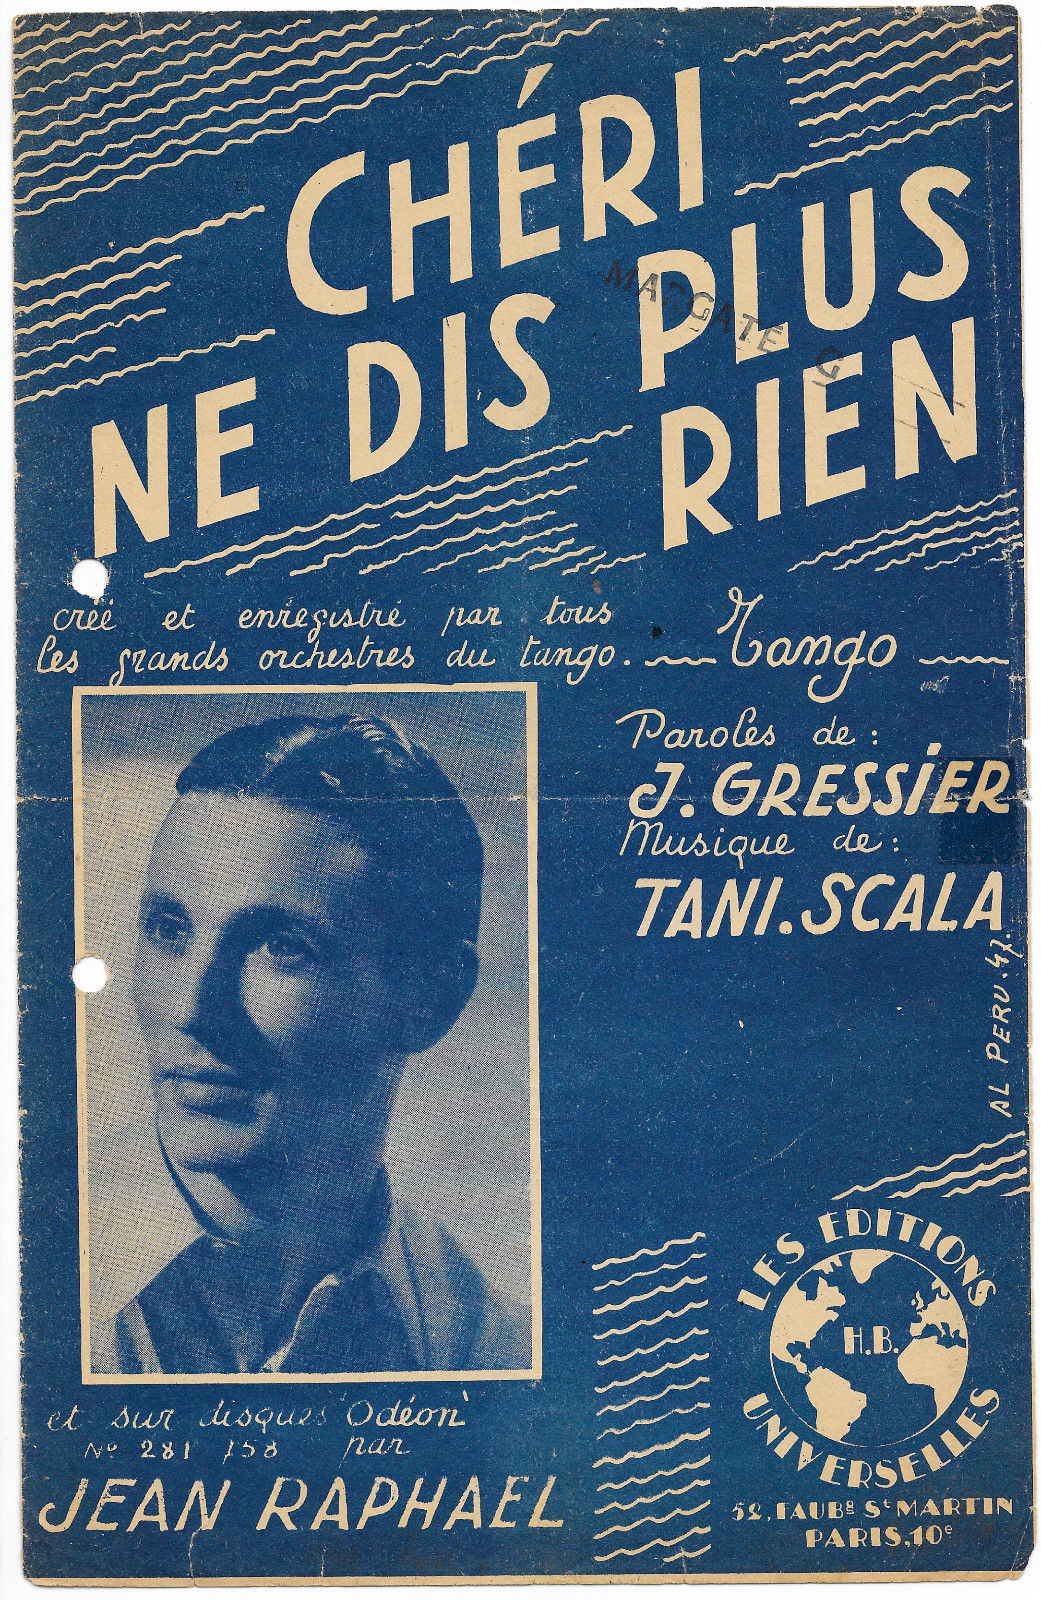 CHÉRI
NE DIS PLUS
RIEN
MARGATE G
créé et enregistré par tous
les grands orchestres du tango.
Tango
Paroles de :
J. GRESSIER
Musique de :
TANI. SCALA
AL PERU. 47.
LES EDITIONS
H.B.
UNIVERSELLES
52, FAUBg St MARTIN
PARIS, 10e
et sur disques "Odéon"
No 281 758 par
JEAN RAPHAEL